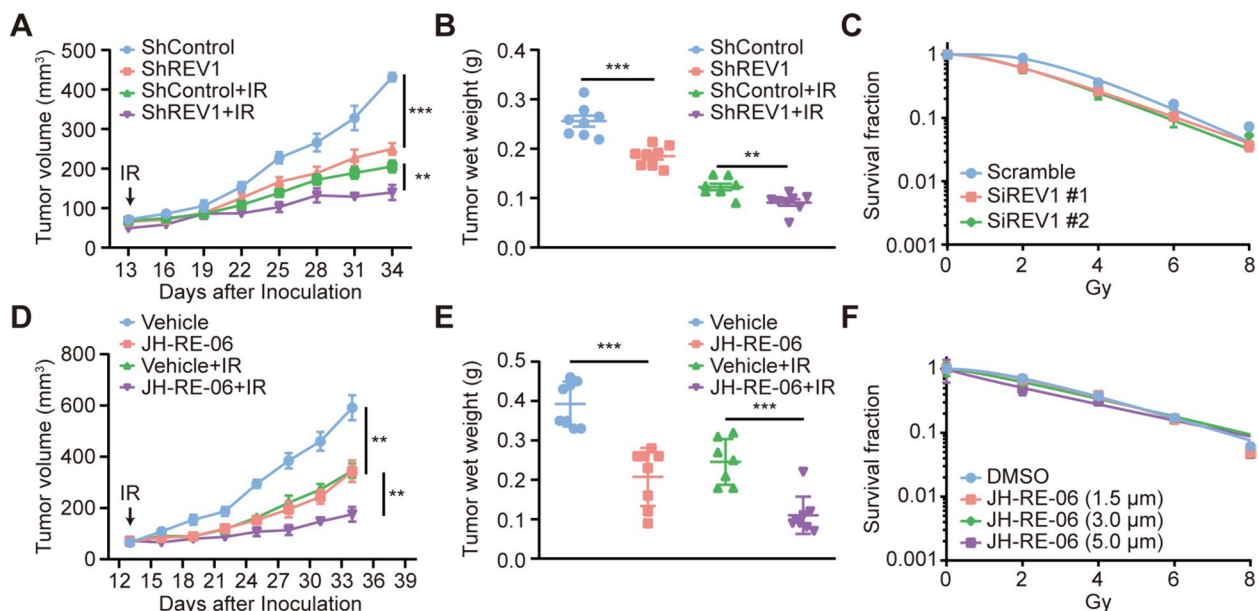 A
Tumor volume (mm³)
500
400
300
200
100
0
ShControl
ShREV1
ShControl+IR
ShREV1+IR
IR
***
**
13 16 19 22 25 28 31 34
Days after Inoculation
B
Tumor wet weight (g)
0.4
0.3
0.2
0.1
0.0
ShControl
ShREV1
ShControl+IR
ShREV1+IR
***
**
C
Survival fraction
1
0.1
0.01
0.001
Scramble
SiREV1 #1
SiREV1 #2
0 2 4 6 8
Gy
D
Tumor volume (mm³)
800
600
400
200
0
Vehicle
JH-RE-06
Vehicle+IR
JH-RE-06+IR
IR
**
**
12 15 18 21 24 27 30 33 36 39
Days after Inoculation
E
Tumor wet weight (g)
0.5
0.4
0.3
0.2
0.1
0.0
Vehicle
JH-RE-06
Vehicle+IR
JH-RE-06+IR
***
***
F
Survival fraction
1
0.1
0.01
0.001
DMSO
JH-RE-06 (1.5 µm)
JH-RE-06 (3.0 µm)
JH-RE-06 (5.0 µm)
0 2 4 6 8
Gy